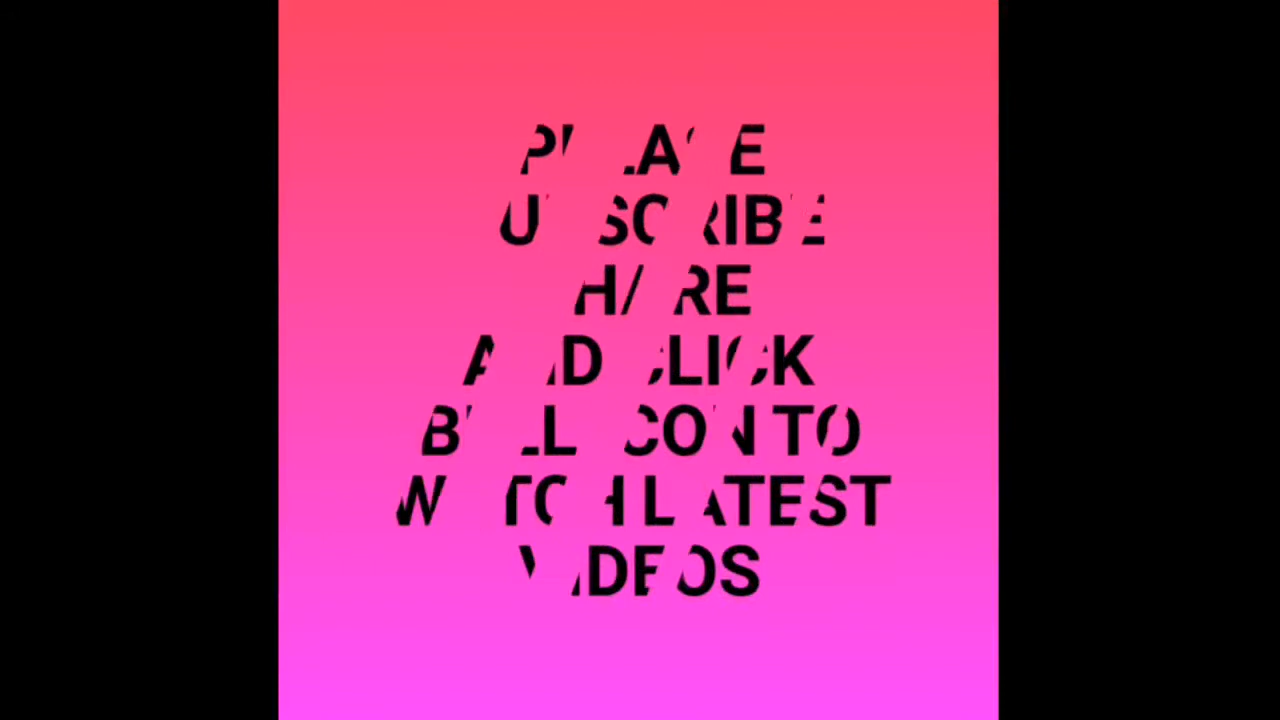 PLEASE
SUBSCRIBE
SHARE
AND CLICK
BELL ICON TO
WATCH LATEST
VIDEOS